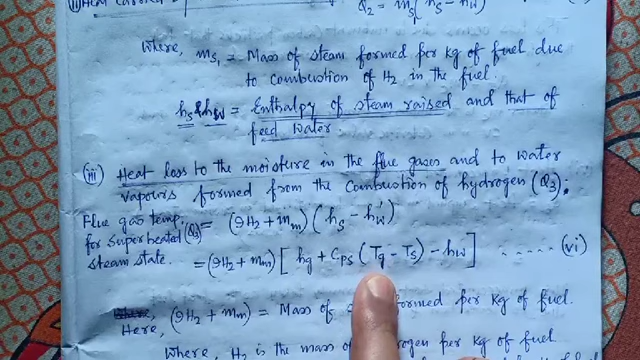 (ii) Heat carried
Q2 = ms1 (hs - hw)
Where, ms1 = Mass of steam formed per kg of fuel due
to combustion of H2 in the fuel.
hs & hw = Enthalpy of steam raised and that of
feed water.
(iii) Heat loss to the moisture in the flue gases and to water
vapours formed from the combustion of hydrogen (Q3).
Flue gas temp. (Q3) = (9H2 + mm) (hs - h'w)
for superheated
steam state. = (9H2 + mm) [hg + Cps (Tg - Ts) - hw] ...... (vi)
Here, (9H2 + mm) = Mass of formed per kg of fuel.
Where, H2 is the mass of per kg of fuel